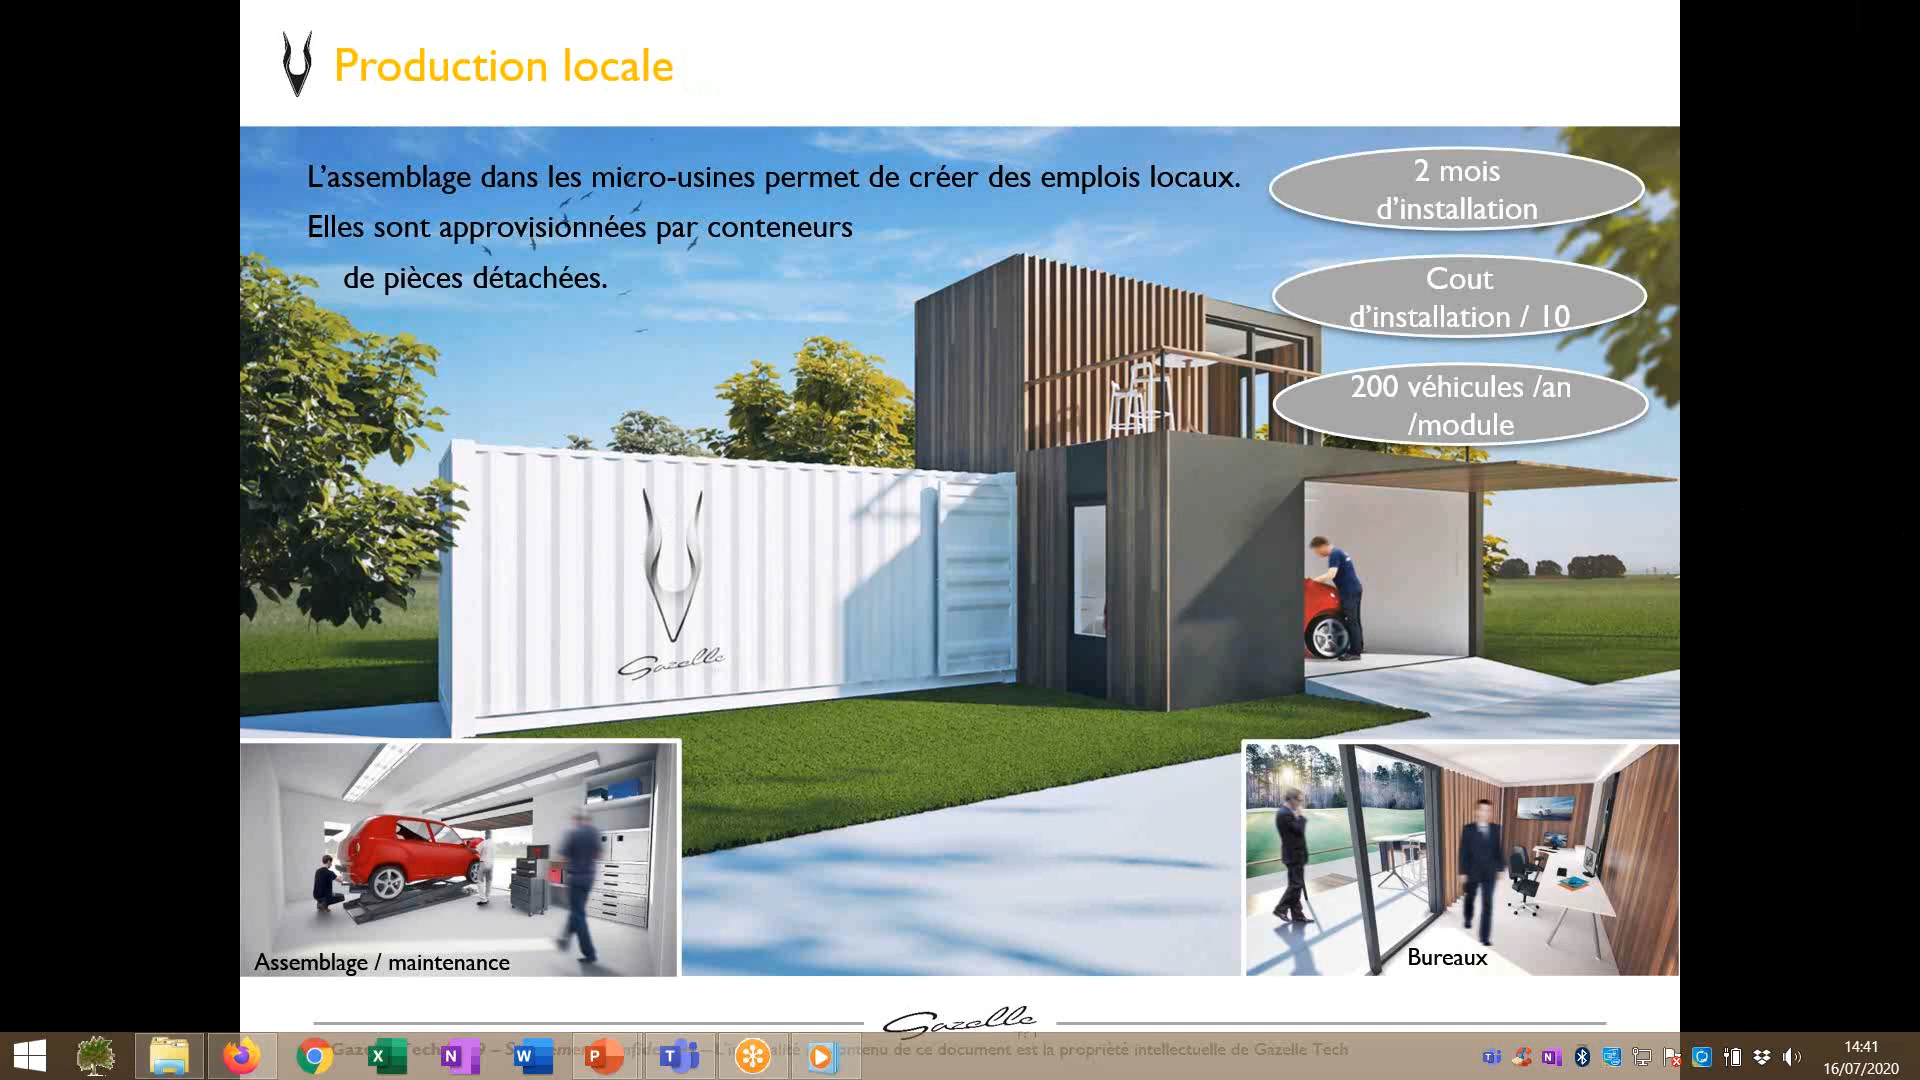 Production locale
L’assemblage dans les micro-usines permet de créer des emplois locaux.
Elles sont approvisionnées par conteneurs
de pièces détachées.
2 mois
d’installation
Cout
d’installation / 10
200 véhicules /an
/module
Gazelle
Assemblage / maintenance
Bureaux
Gazelle
contenu de ce document est la propriété intellectuelle de Gazelle Tech
14:41
16/07/2020